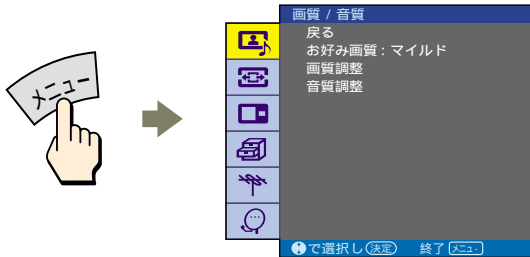 メニュー
画質 / 音質
戻る
お好み画質 : マイルド
画質調整
音質調整
で選択し 決定 終了 メニュー